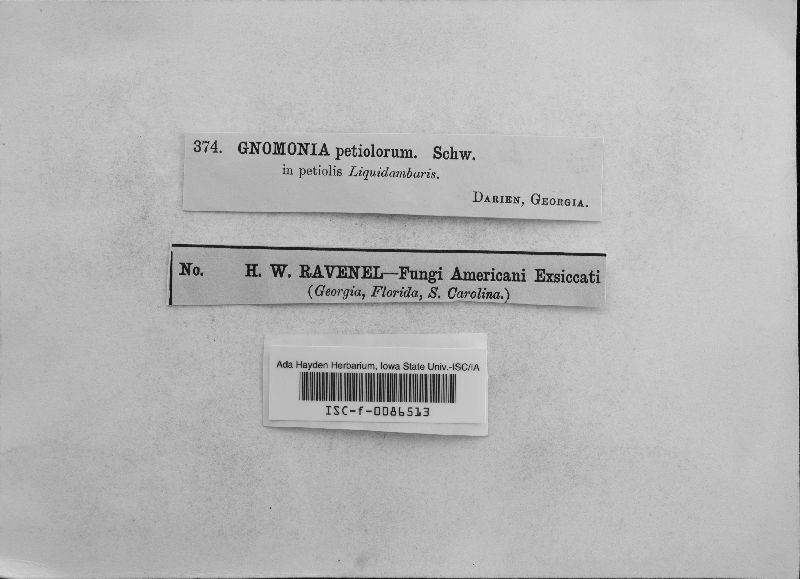 374. GNOMONIA petiolorum. Schw.
in petiolis Liquidambaris.
DARIEN, GEORGIA.
No. H. W. RAVENEL—Fungi Americani Exsiccati
(Georgia, Florida, S. Carolina.)
Ada Hayden Herbarium, Iowa State Univ.-ISC/IA
ISC-f-0086513